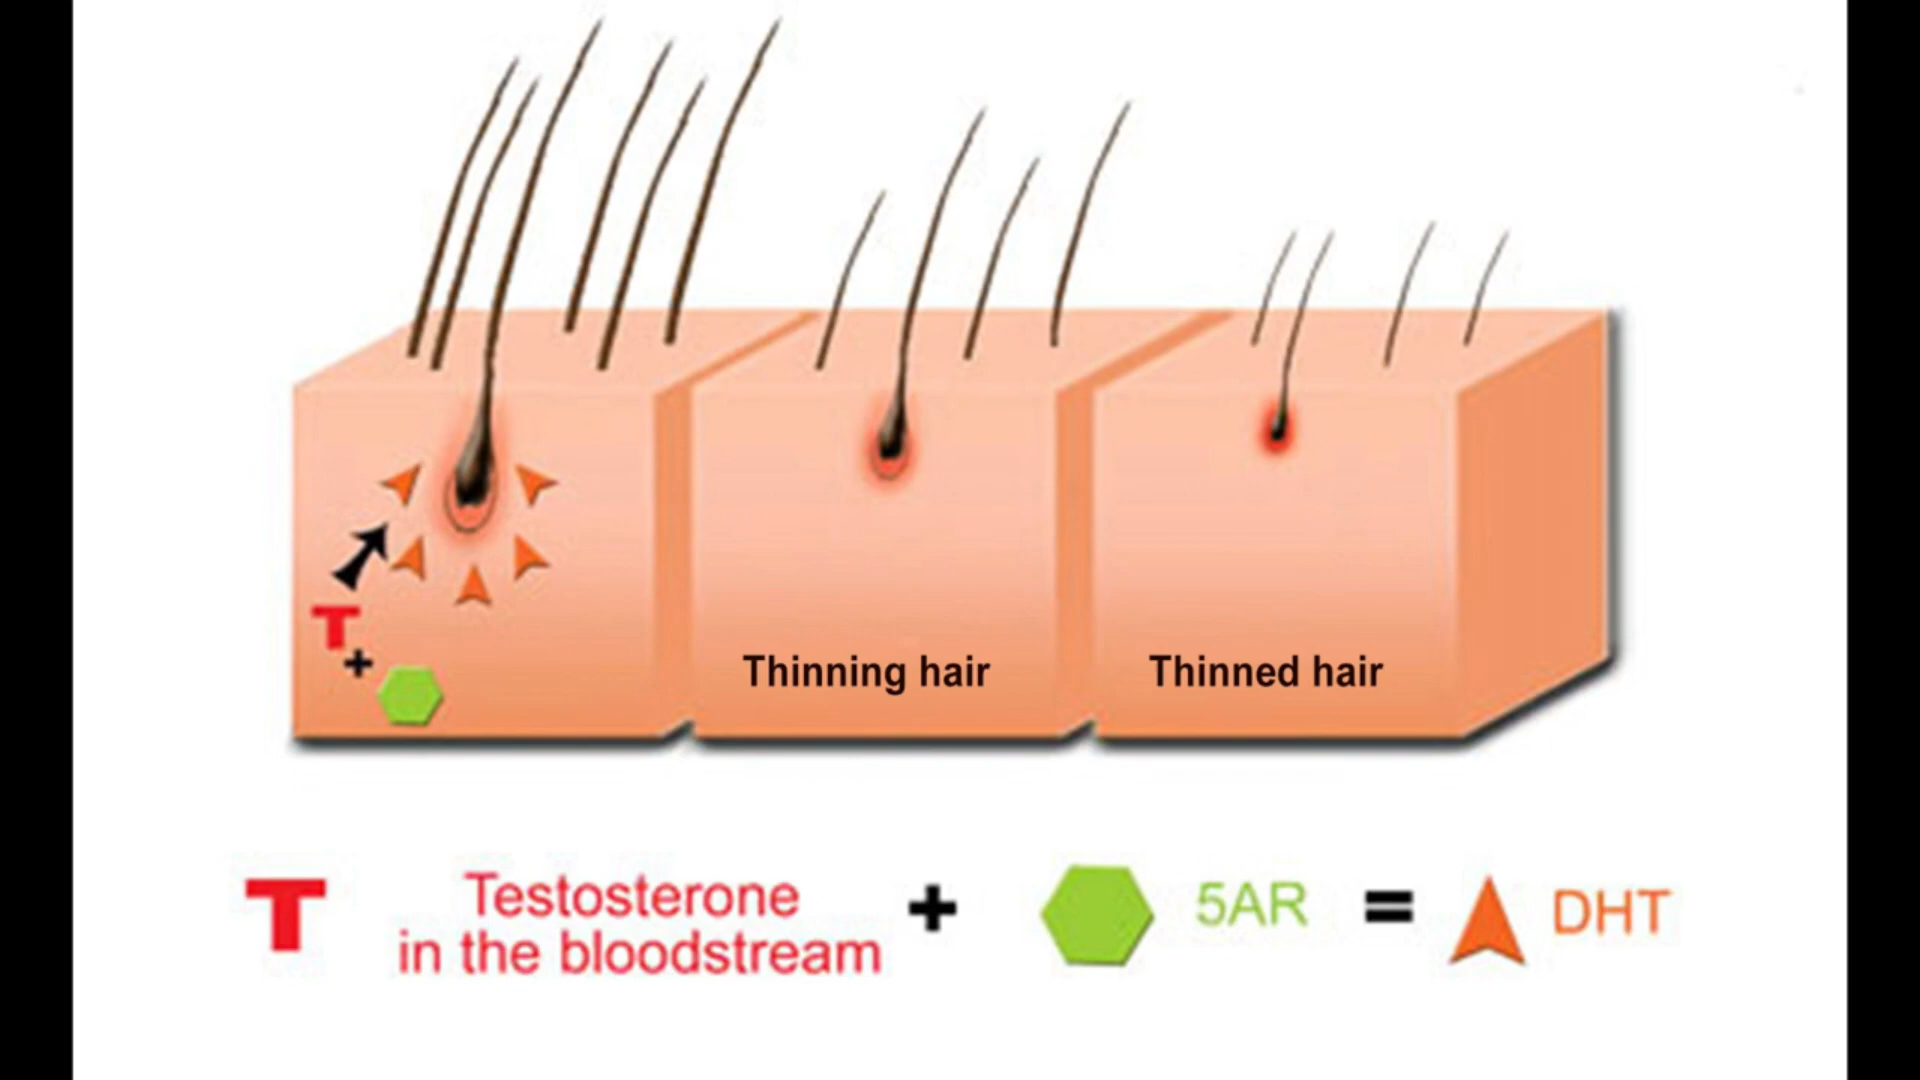 T
+
Thinning hair
Thinned hair
T Testosterone
in the bloodstream + 5AR = DHT